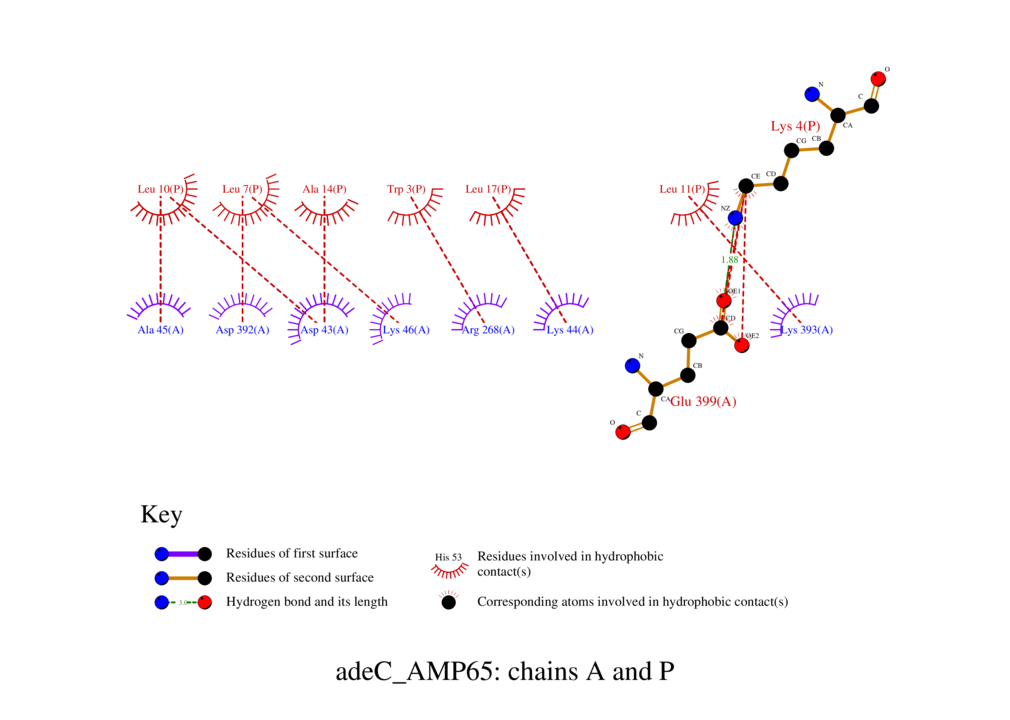 O
N
C
CA
Lys 4(P)
CG CB
CE CD
Leu 10(P) Leu 7(P) Ala 14(P) Trp 3(P) Leu 17(P) Leu 11(P)
NZ
1.88
OE1
CD
Ala 45(A) Asp 392(A) Asp 43(A) Lys 46(A) Arg 268(A) Lys 44(A) CG OE2 Lys 393(A)
N
CB
CA Glu 399(A)
C
O
Key
Residues of first surface
Residues of second surface
3.0 Hydrogen bond and its length
His 53 Residues involved in hydrophobic
contact(s)
Corresponding atoms involved in hydrophobic contact(s)
adeC_AMP65: chains A and P